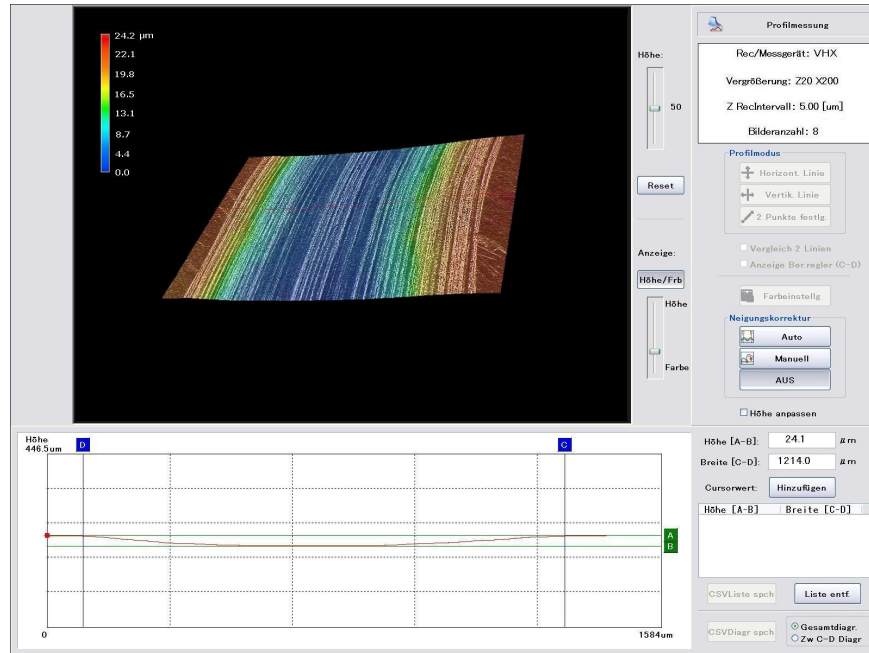 24.2 µm
22.1
19.8
16.5
13.1
8.7
4.4
0.0
Höhe:
50
Reset
Anzeige:
Höhe/Frb
Höhe
Farbe
Profilmessung
Rec/Messgerät: VHX
Vergrößerung: Z20 X200
Z RecIntervall: 5.00 [um]
Bilderanzahl: 8
Profilmodus
Horizont. Linie
Vertik. Linie
2 Punkte festlg.
Vergleich 2 Linien
Anzeige Ber.regler (C-D)
Farbeinstellg
Neigungskorrektur
Auto
Manuell
AUS
Höhe anpassen
Höhe
446.5um
D
C
A
B
0
1584um
Höhe [A-B]: 24.1 µm
Breite [C-D]: 1214.0 µm
Cursorwert: Hinzufügen
Höhe [A-B] Breite [C-D]
CSVListe spch Liste entf.
CSVDiagr spch
Gesamtdiagr.
Zw C-D Diagr